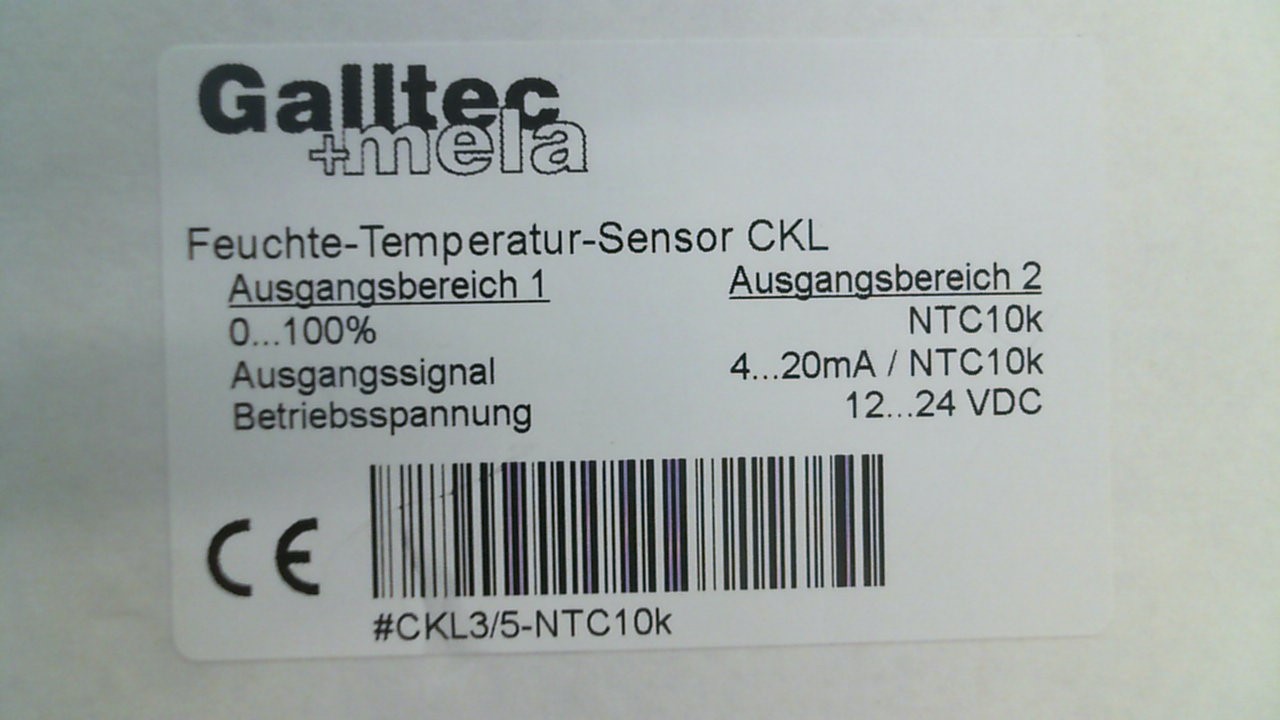 Galltec
+mela
Feuchte-Temperatur-Sensor CKL
Ausgangsbereich 1 Ausgangsbereich 2
0...100% NTC10k
Ausgangssignal 4...20mA / NTC10k
Betriebsspannung 12...24 VDC
CE
#CKL3/5-NTC10k